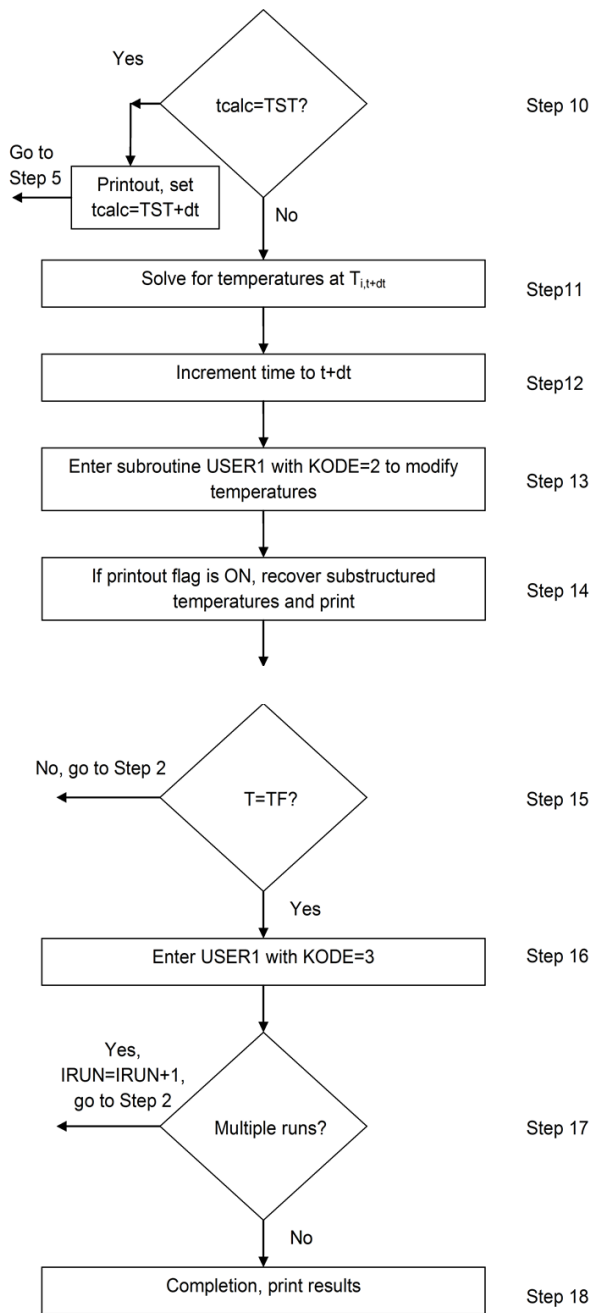 Yes
tcalc=TST?
Step 10
Go to
Step 5
Printout, set
tcalc=TST+dt
No
Solve for temperatures at Ti,t+dt
Step11
Increment time to t+dt
Step12
Enter subroutine USER1 with KODE=2 to modify
temperatures
Step 13
If printout flag is ON, recover substructured
temperatures and print
Step 14
No, go to Step 2
T=TF?
Step 15
Yes
Enter USER1 with KODE=3
Step 16
Yes,
IRUN=IRUN+1,
go to Step 2
Multiple runs?
Step 17
No
Completion, print results
Step 18